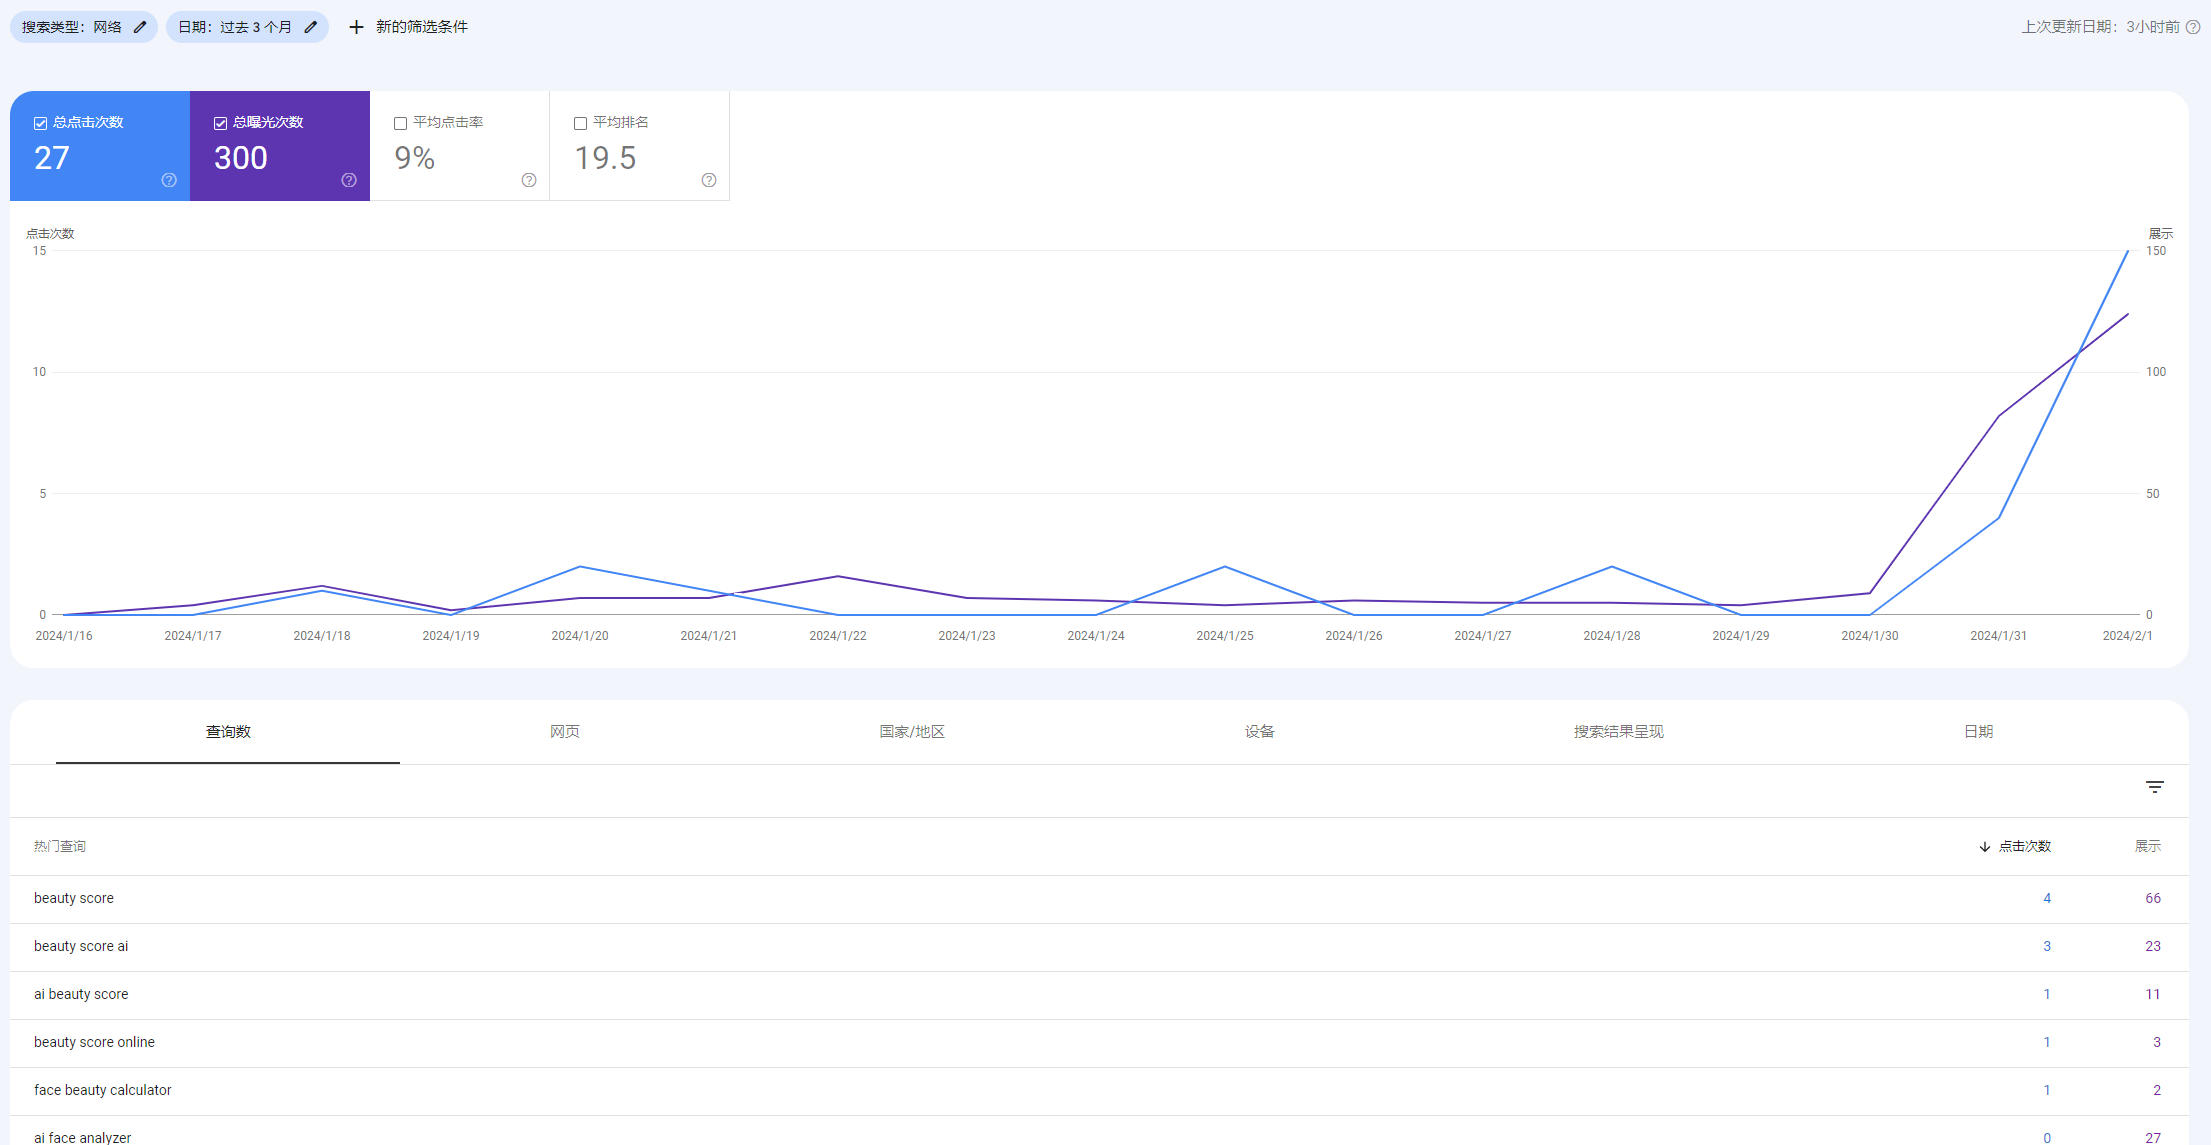 搜索类型：网络 日期：过去 3 个月 新的筛选条件 上次更新日期：3小时前
总点击次数 总曝光次数 平均点击率 平均排名
27 300 9% 19.5
点击次数 展示
15 150
10 100
5 50
0 0
2024/1/16 2024/1/17 2024/1/18 2024/1/19 2024/1/20 2024/1/21 2024/1/22 2024/1/23 2024/1/24 2024/1/25 2024/1/26 2024/1/27 2024/1/28 2024/1/29 2024/1/30 2024/1/31 2024/2/1
查询数 网页 国家/地区 设备 搜索结果呈现 日期
热门查询 点击次数 展示
beauty score 4 66
beauty score ai 3 23
ai beauty score 1 11
beauty score online 1 3
face beauty calculator 1 2
ai face analyzer 0 27